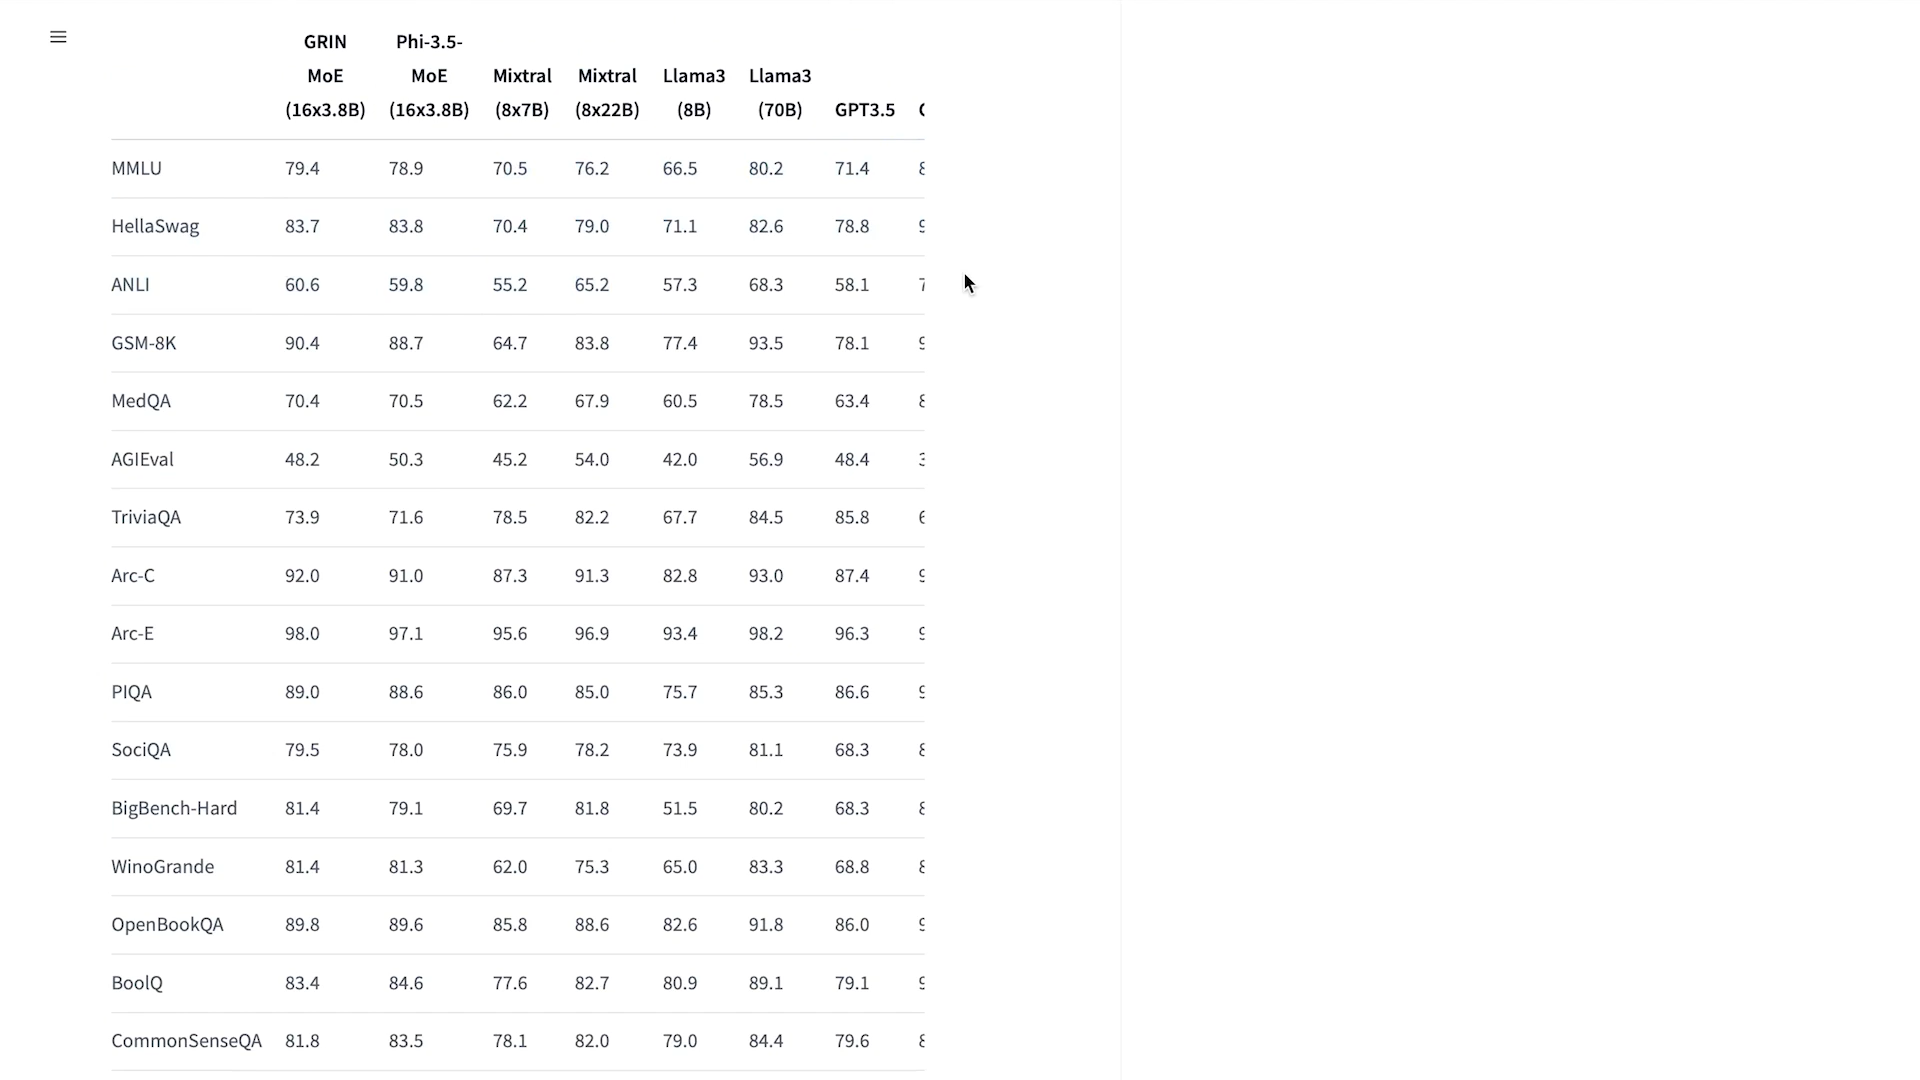 GRIN MoE (16x3.8B) Phi-3.5-MoE (16x3.8B) Mixtral (8x7B) Mixtral (8x22B) Llama3 (8B) Llama3 (70B) GPT3.5
MMLU 79.4 78.9 70.5 76.2 66.5 80.2 71.4
HellaSwag 83.7 83.8 70.4 79.0 71.1 82.6 78.8
ANLI 60.6 59.8 55.2 65.2 57.3 68.3 58.1
GSM-8K 90.4 88.7 64.7 83.8 77.4 93.5 78.1
MedQA 70.4 70.5 62.2 67.9 60.5 78.5 63.4
AGIEval 48.2 50.3 45.2 54.0 42.0 56.9 48.4
TriviaQA 73.9 71.6 78.5 82.2 67.7 84.5 85.8
Arc-C 92.0 91.0 87.3 91.3 82.8 93.0 87.4
Arc-E 98.0 97.1 95.6 96.9 93.4 98.2 96.3
PIQA 89.0 88.6 86.0 85.0 75.7 85.3 86.6
SociQA 79.5 78.0 75.9 78.2 73.9 81.1 68.3
BigBench-Hard 81.4 79.1 69.7 81.8 51.5 80.2 68.3
WinoGrande 81.4 81.3 62.0 75.3 65.0 83.3 68.8
OpenBookQA 89.8 89.6 85.8 88.6 82.6 91.8 86.0
BoolQ 83.4 84.6 77.6 82.7 80.9 89.1 79.1
CommonSenseQA 81.8 83.5 78.1 82.0 79.0 84.4 79.6